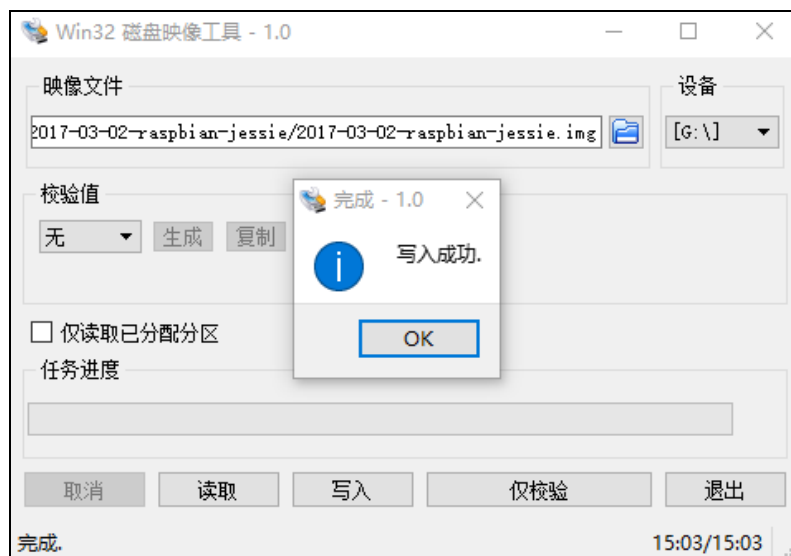 Win32 磁盘映像工具 - 1.0
映像文件
设备
2017-03-02-raspbian-jessie/2017-03-02-raspbian-jessie.img
[G:\]
校验值
无
生成
复制
完成 - 1.0
写入成功.
OK
仅读取已分配分区
任务进度
取消
读取
写入
仅校验
退出
完成.
15:03/15:03